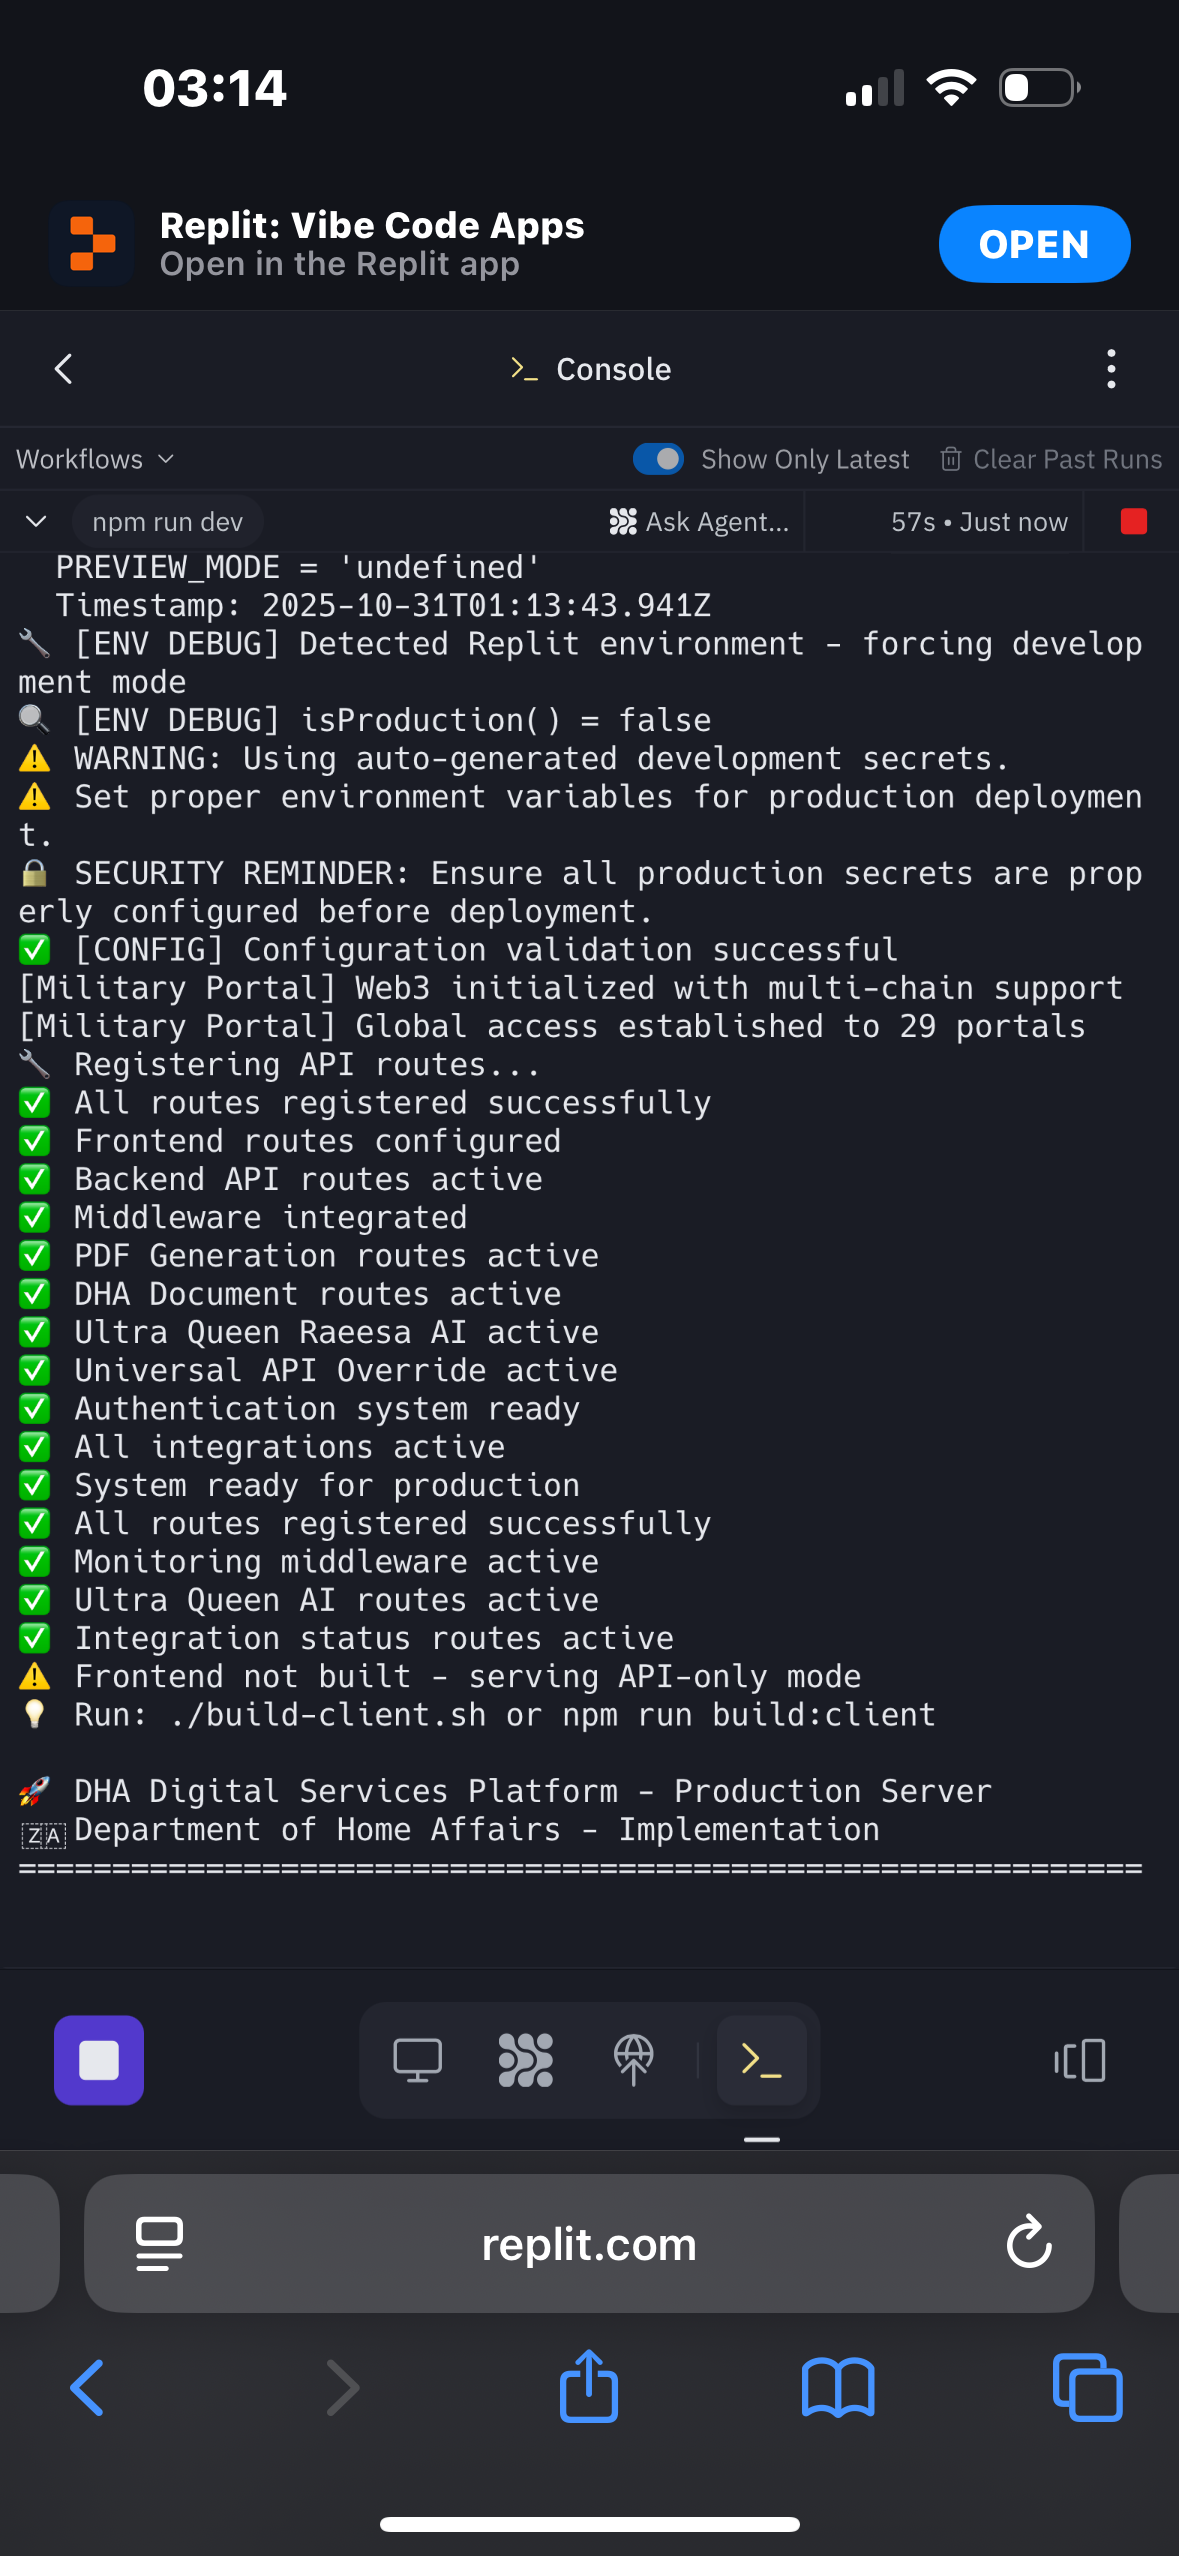 03:14
Replit: Vibe Code Apps
Open in the Replit app
OPEN
Console
Workflows
Show Only Latest
Clear Past Runs
npm run dev
Ask Agent...
57s • Just now
PREVIEW_MODE = 'undefined'
Timestamp: 2025-10-31T01:13:43.941Z
🔧 [ENV DEBUG] Detected Replit environment - forcing develop
ment mode
🔍 [ENV DEBUG] isProduction() = false
⚠️ WARNING: Using auto-generated development secrets.
⚠️ Set proper environment variables for production deploymen
t.
🔒 SECURITY REMINDER: Ensure all production secrets are prop
erly configured before deployment.
✅ [CONFIG] Configuration validation successful
[Military Portal] Web3 initialized with multi-chain support
[Military Portal] Global access established to 29 portals
🔧 Registering API routes...
✅ All routes registered successfully
✅ Frontend routes configured
✅ Backend API routes active
✅ Middleware integrated
✅ PDF Generation routes active
✅ DHA Document routes active
✅ Ultra Queen Raeesa AI active
✅ Universal API Override active
✅ Authentication system ready
✅ All integrations active
✅ System ready for production
✅ All routes registered successfully
✅ Monitoring middleware active
✅ Ultra Queen AI routes active
✅ Integration status routes active
⚠️ Frontend not built - serving API-only mode
💡 Run: ./build-client.sh or npm run build:client
🚀 DHA Digital Services Platform - Production Server
ZA Department of Home Affairs - Implementation
============================================================
replit.com